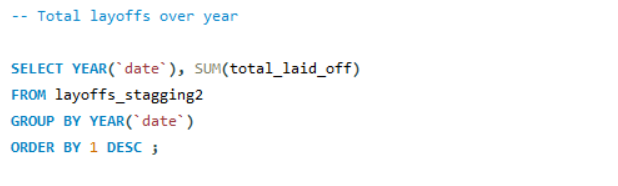 -- Total layoffs over year
SELECT YEAR(`date`), SUM(total_laid_off)
FROM layoffs_stagging2
GROUP BY YEAR(`date`)
ORDER BY 1 DESC ;